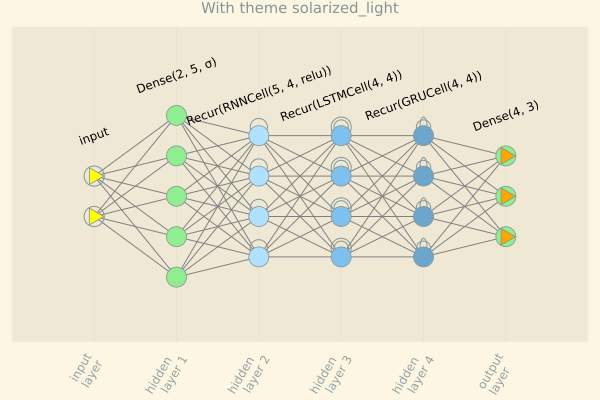 With theme solarized_light
input
Dense(2, 5, σ)
Recur(RNNCell(5, 4, relu))
Recur(LSTMCell(4, 4))
Recur(GRUCell(4, 4))
Dense(4, 3)
input
layer
hidden
layer 1
hidden
layer 2
hidden
layer 3
hidden
layer 4
output
layer